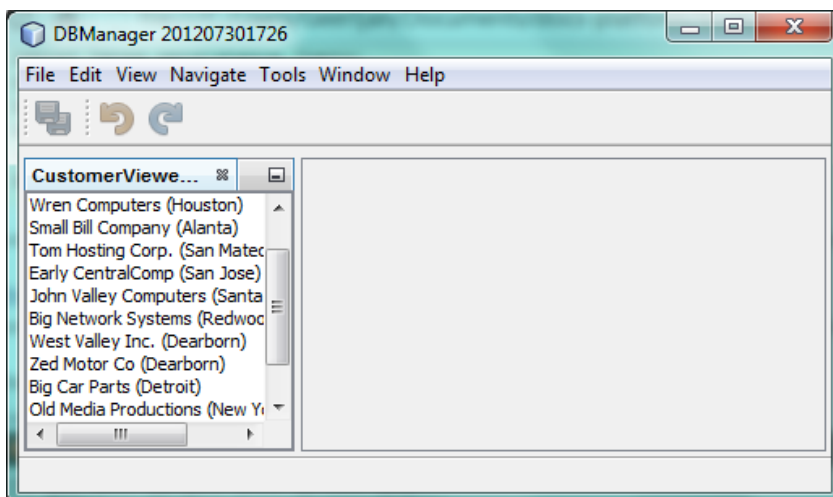 DBManager 201207301726
File Edit View Navigate Tools Window Help
CustomerViewe...
Wren Computers (Houston)
Small Bill Company (Alanta)
Tom Hosting Corp. (San Matec
Early CentralComp (San Jose)
John Valley Computers (Santa
Big Network Systems (Redwoc
West Valley Inc. (Dearborn)
Zed Motor Co (Dearborn)
Big Car Parts (Detroit)
Old Media Productions (New Y